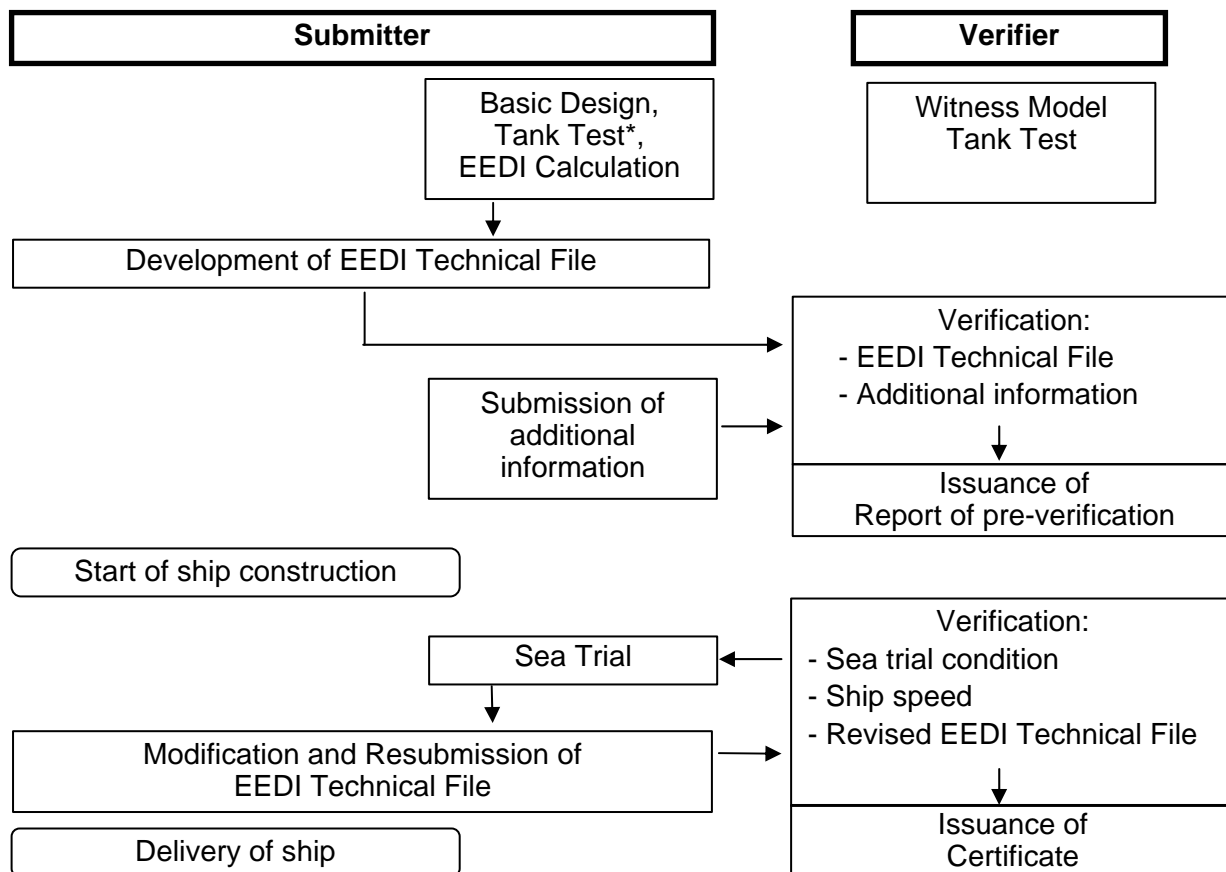 Submitter
Verifier
Basic Design,
Tank Test*,
EEDI Calculation
Witness Model
Tank Test
Development of EEDI Technical File
Verification:
- EEDI Technical File
- Additional information
Submission of
additional
information
Issuance of
Report of pre-verification
Start of ship construction
Verification:
- Sea trial condition
- Ship speed
- Revised EEDI Technical File
Sea Trial
Modification and Resubmission of
EEDI Technical File
Issuance of
Certificate
Delivery of ship